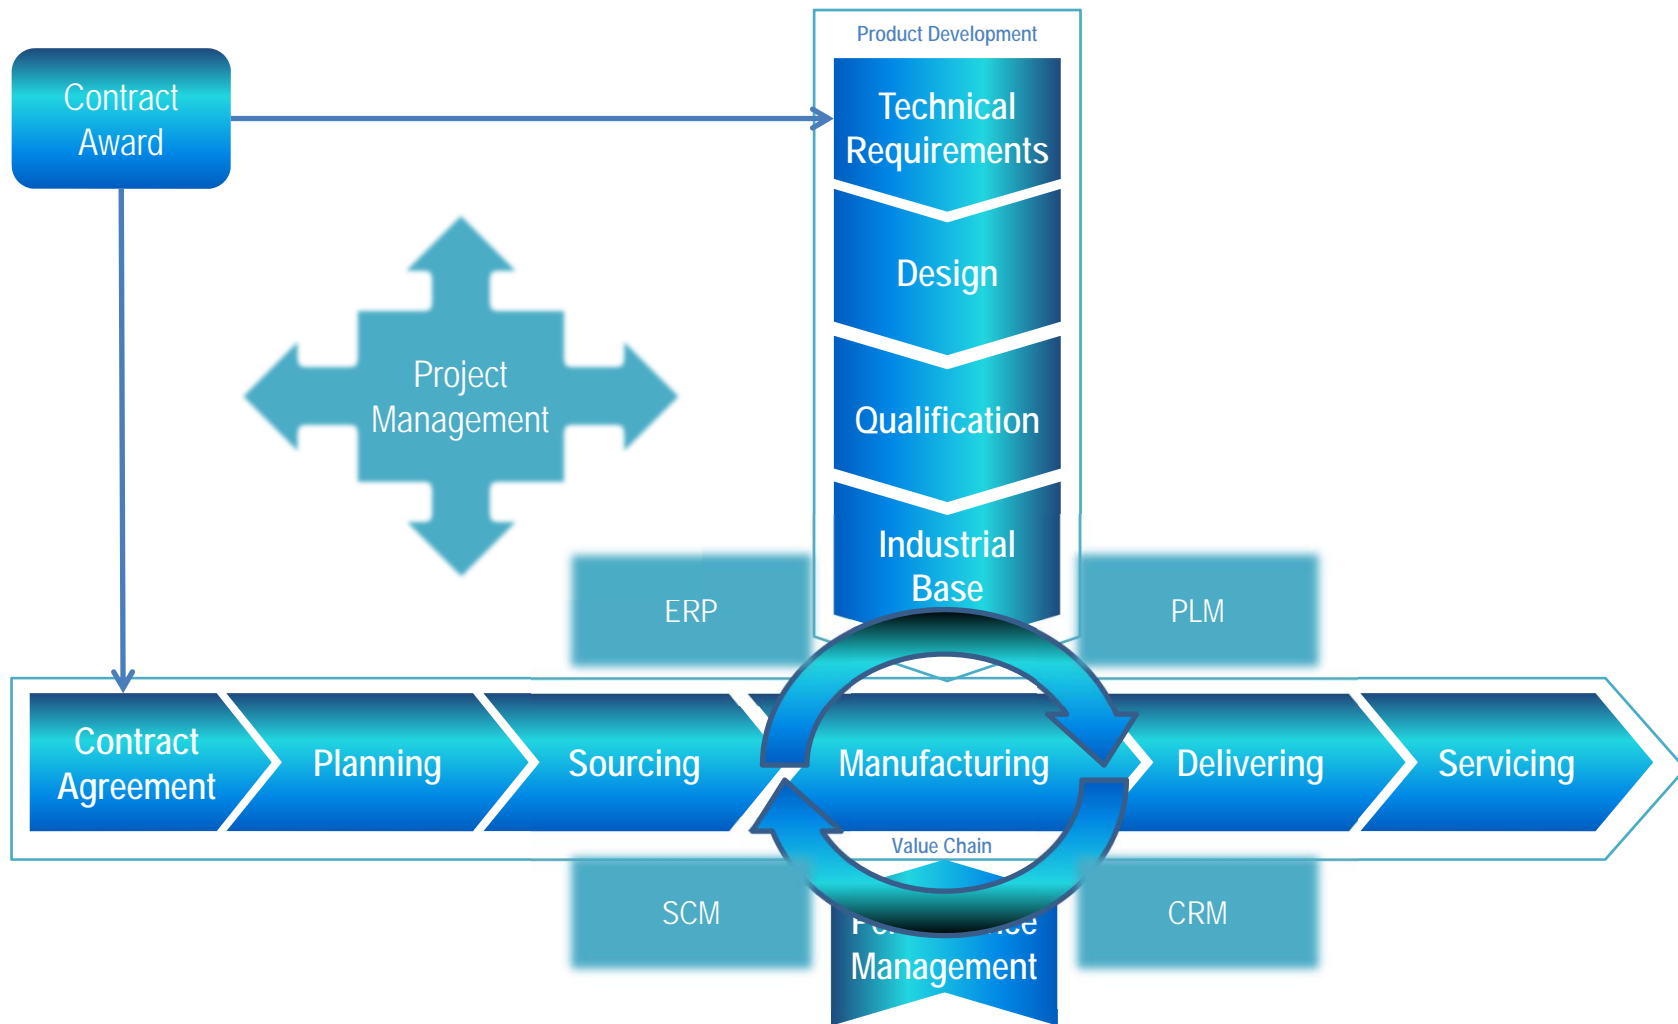 Product Development
Contract
Award
Technical
Requirements
Design
Project
Management
Qualification
Industrial
Base
ERP
PLM
Contract
Agreement
Planning
Sourcing
Manufacturing
Delivering
Servicing
Value Chain
SCM
CRM
Management